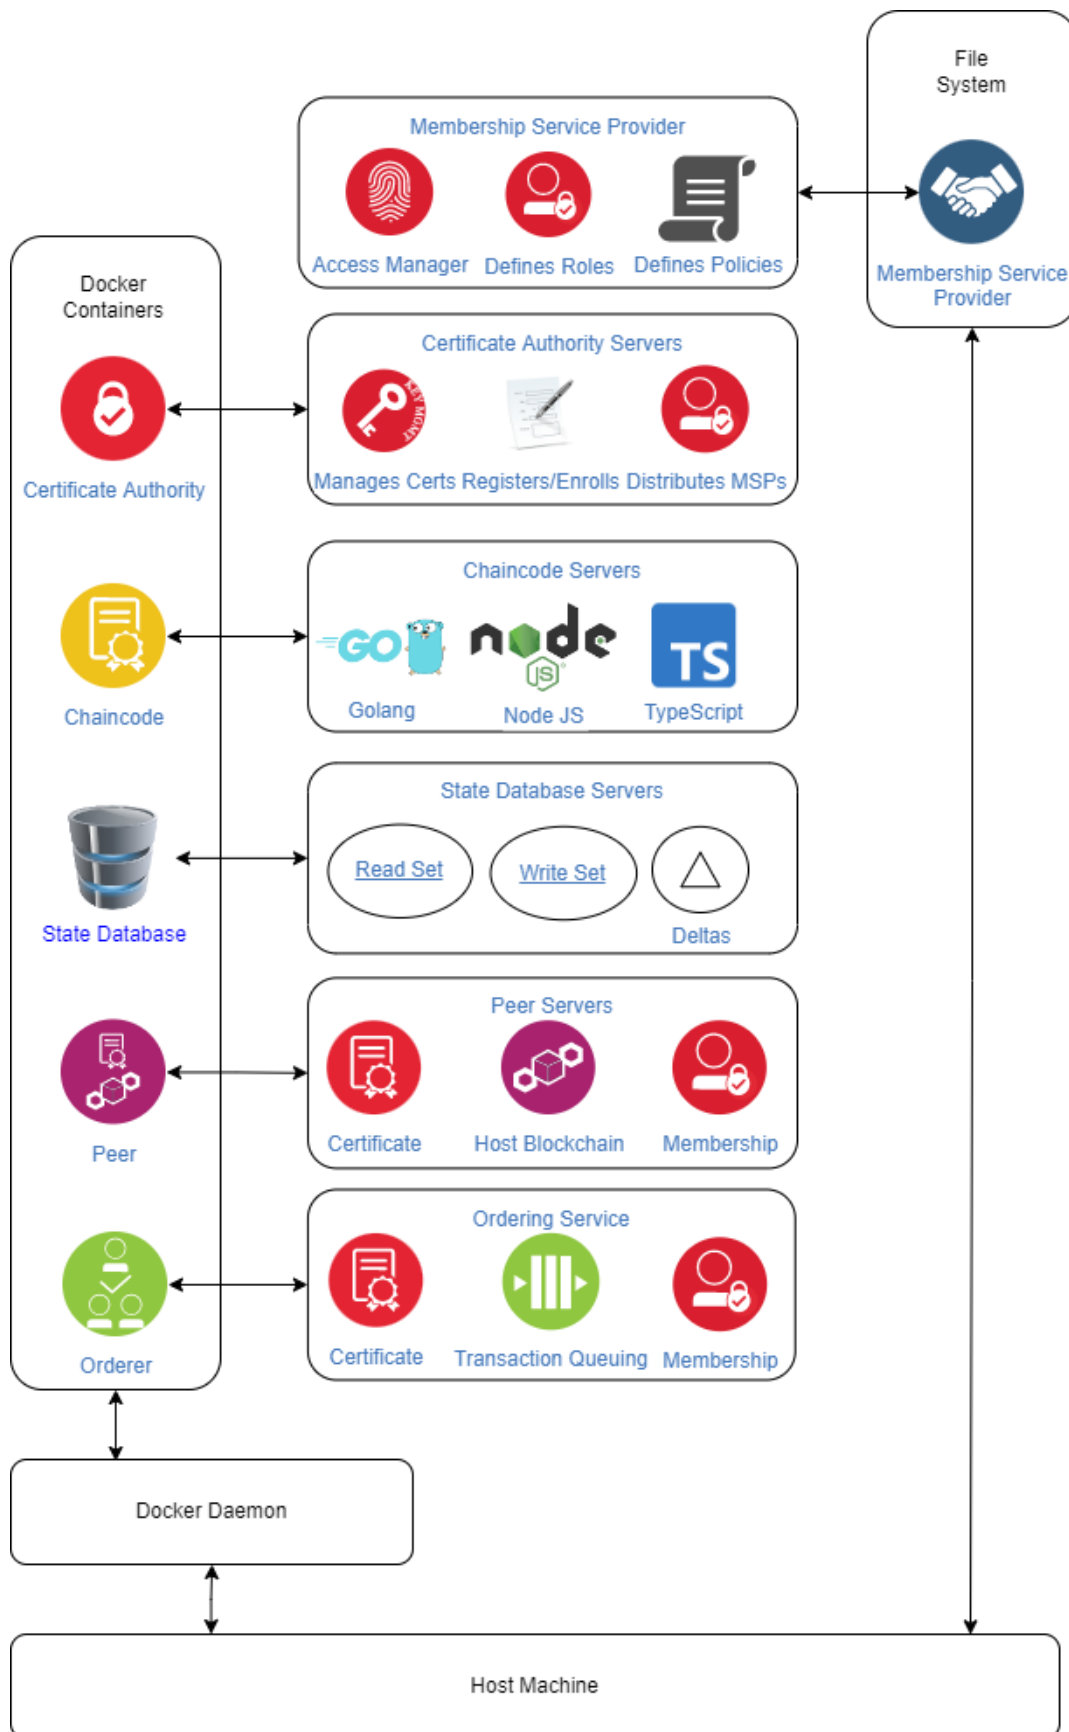 File
System
Membership Service Provider
Access Manager
Defines Roles
Defines Policies
Membership Service
Provider
Docker
Containers
Certificate Authority Servers
KEY MGMT
Manages Certs
Registers/Enrolls
Distributes MSPs
Certificate Authority
Chaincode Servers
GO
node
JS
TS
Golang
Node JS
TypeScript
Chaincode
State Database Servers
Read Set
Write Set
Deltas
State Database
Peer Servers
Certificate
Host Blockchain
Membership
Peer
Ordering Service
Certificate
Transaction Queuing
Membership
Orderer
Docker Daemon
Host Machine